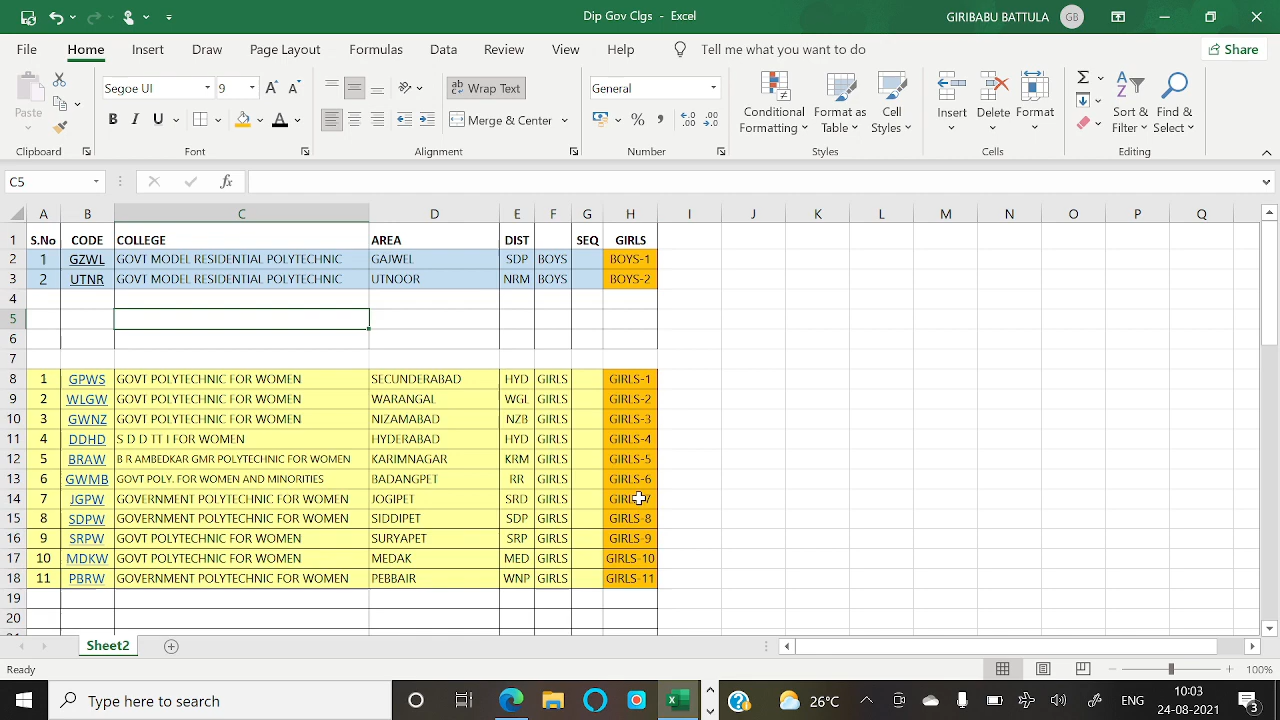 Dip Gov Clgs - Excel
GIRIBABU BATTULA GB
File Home Insert Draw Page Layout Formulas Data Review View Help Tell me what you want to do Share
Paste Segoe UI 9 Wrap Text General Conditional Formatting Format as Table Cell Styles Insert Delete Format Sort & Filter Find & Select
B I U A Merge & Center % ,
Clipboard Font Alignment Number Styles Cells Editing
C5 fx
A B C D E F G H I J K L M N O P Q
1 S.No CODE COLLEGE AREA DIST SEQ GIRLS
2 1 GZWL GOVT MODEL RESIDENTIAL POLYTECHNIC GAJWEL SDP BOYS BOYS-1
3 2 UTNR GOVT MODEL RESIDENTIAL POLYTECHNIC UTNOOR NRM BOYS BOYS-2
4
5
6
7
8 1 GPWS GOVT POLYTECHNIC FOR WOMEN SECUNDERABAD HYD GIRLS GIRLS-1
9 2 WLGW GOVT POLYTECHNIC FOR WOMEN WARANGAL WGL GIRLS GIRLS-2
10 3 GWNZ GOVT POLYTECHNIC FOR WOMEN NIZAMABAD NZB GIRLS GIRLS-3
11 4 DDHD S D D TT I FOR WOMEN HYDERABAD HYD GIRLS GIRLS-4
12 5 BRAW B R AMBEDKAR GMR POLYTECHNIC FOR WOMEN KARIMNAGAR KRM GIRLS GIRLS-5
13 6 GWMB GOVT POLY. FOR WOMEN AND MINORITIES BADANGPET RR GIRLS GIRLS-6
14 7 JGPW GOVERNMENT POLYTECHNIC FOR WOMEN JOGIPET SRD GIRLS GIRLS-7
15 8 SDPW GOVERNMENT POLYTECHNIC FOR WOMEN SIDDIPET SDP GIRLS GIRLS-8
16 9 SRPW GOVT POLYTECHNIC FOR WOMEN SURYAPET SRP GIRLS GIRLS-9
17 10 MDKW GOVT POLYTECHNIC FOR WOMEN MEDAK MED GIRLS GIRLS-10
18 11 PBRW GOVERNMENT POLYTECHNIC FOR WOMEN PEBBAIR WNP GIRLS GIRLS-11
19
20
Sheet2
Ready 100%
Type here to search 26°C ENG 10:03
24-08-2021 3